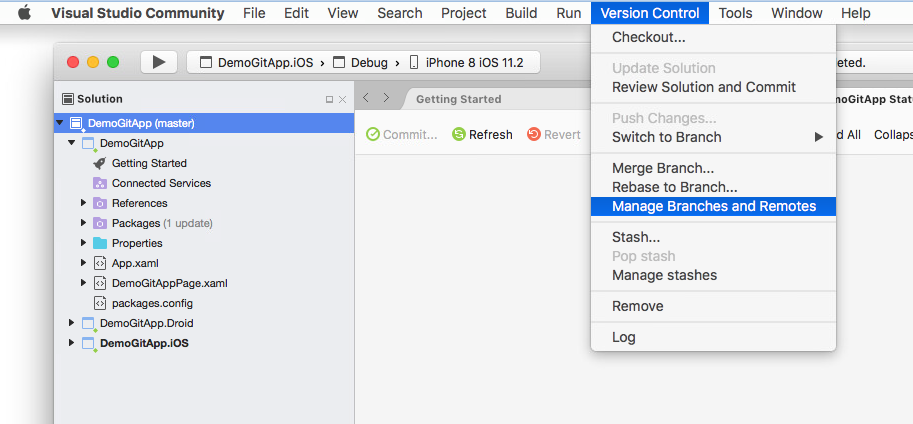 Visual Studio Community File Edit View Search Project Build Run Version Control Tools Window Help
DemoGitApp.iOS Debug iPhone 8 iOS 11.2
eted.
Solution
DemoGitApp (master)
DemoGitApp
Getting Started
Connected Services
References
Packages (1 update)
Properties
App.xaml
DemoGitAppPage.xaml
packages.config
DemoGitApp.Droid
DemoGitApp.iOS
Getting Started
moGitApp Stat
Commit... Refresh Revert
d All Collaps
Checkout...
Update Solution
Review Solution and Commit
Push Changes...
Switch to Branch
Merge Branch...
Rebase to Branch...
Manage Branches and Remotes
Stash...
Pop stash
Manage stashes
Remove
Log